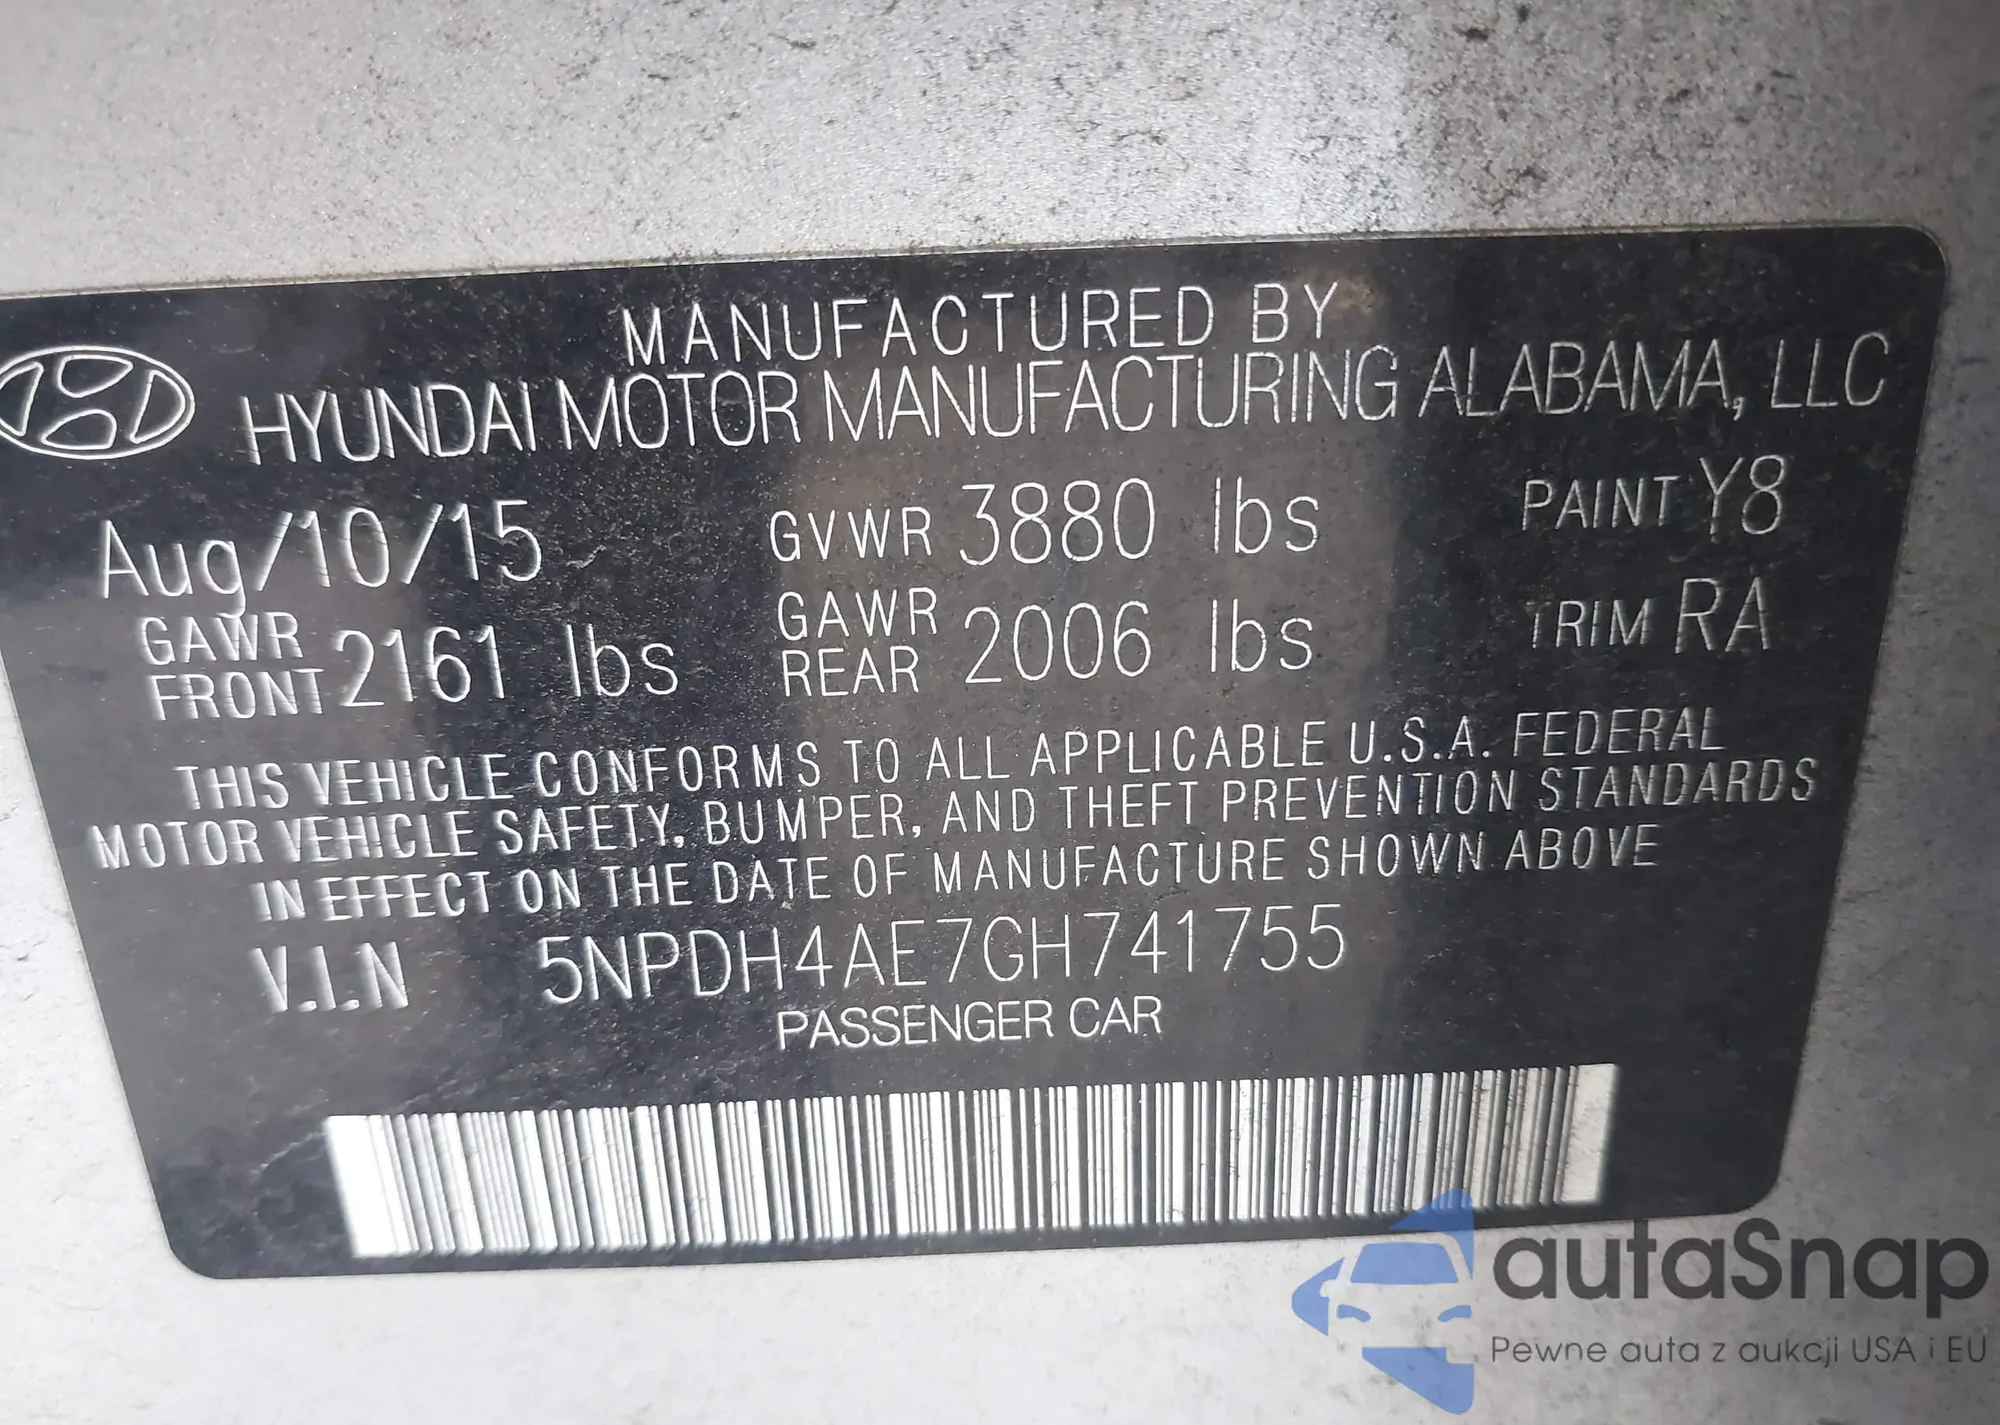 MANUFACTURED BY
HYUNDAI MOTOR MANUFACTURING ALABAMA, LLC
Aug/10/15 GVWR 3880 lbs PAINT Y8
GAWR FRONT 2161 lbs GAWR REAR 2006 lbs TRIM RA
THIS VEHICLE CONFORMS TO ALL APPLICABLE U.S.A. FEDERAL
MOTOR VEHICLE SAFETY, BUMPER, AND THEFT PREVENTION STANDARDS
IN EFFECT ON THE DATE OF MANUFACTURE SHOWN ABOVE
V.I.N 5NPDH4AE7GH741755
PASSENGER CAR
autaSnap
Pewne auta z aukcji USA i EU